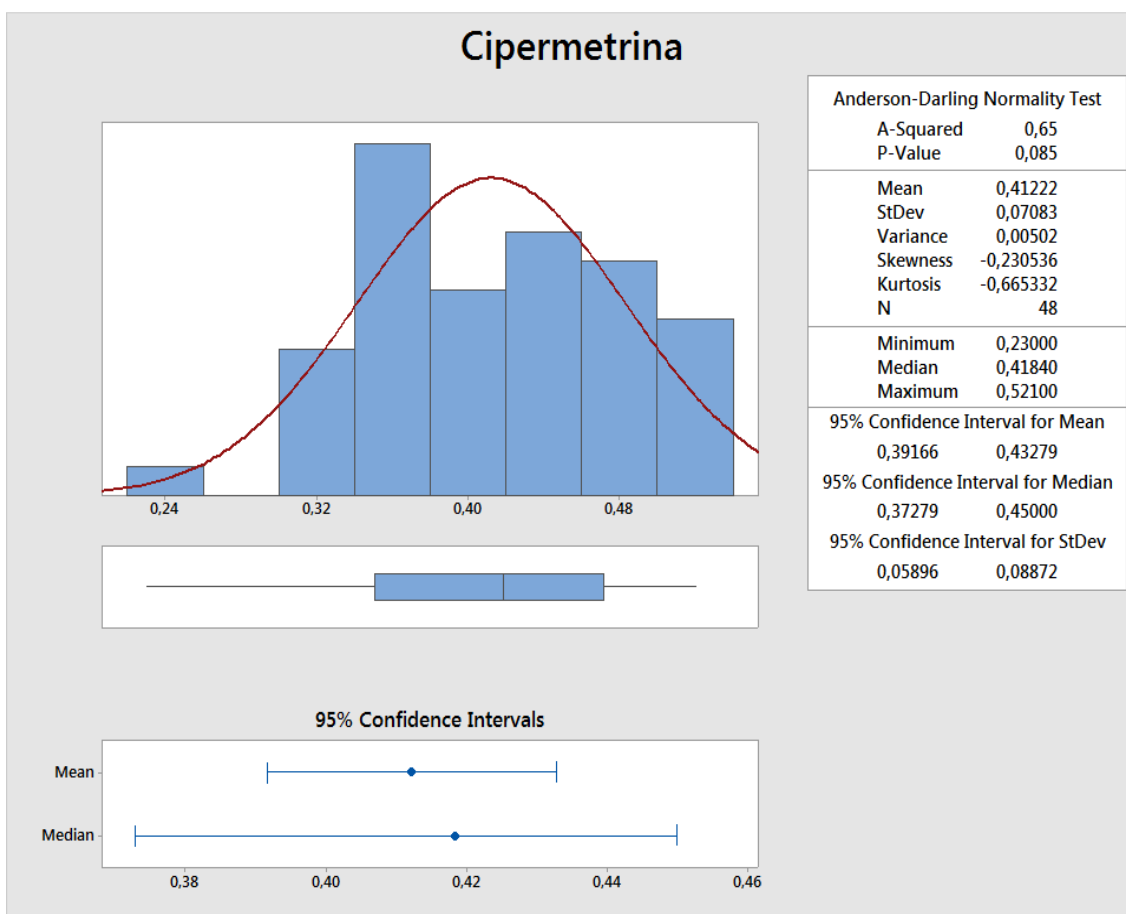 Cipermetrina
0,24 0,32 0,40 0,48
95% Confidence Intervals
Mean
Median
0,38 0,40 0,42 0,44 0,46
Anderson-Darling Normality Test
A-Squared 0,65
P-Value 0,085
Mean 0,41222
StDev 0,07083
Variance 0,00502
Skewness -0,230536
Kurtosis -0,665332
N 48
Minimum 0,23000
Median 0,41840
Maximum 0,52100
95% Confidence Interval for Mean
0,39166 0,43279
95% Confidence Interval for Median
0,37279 0,45000
95% Confidence Interval for StDev
0,05896 0,08872